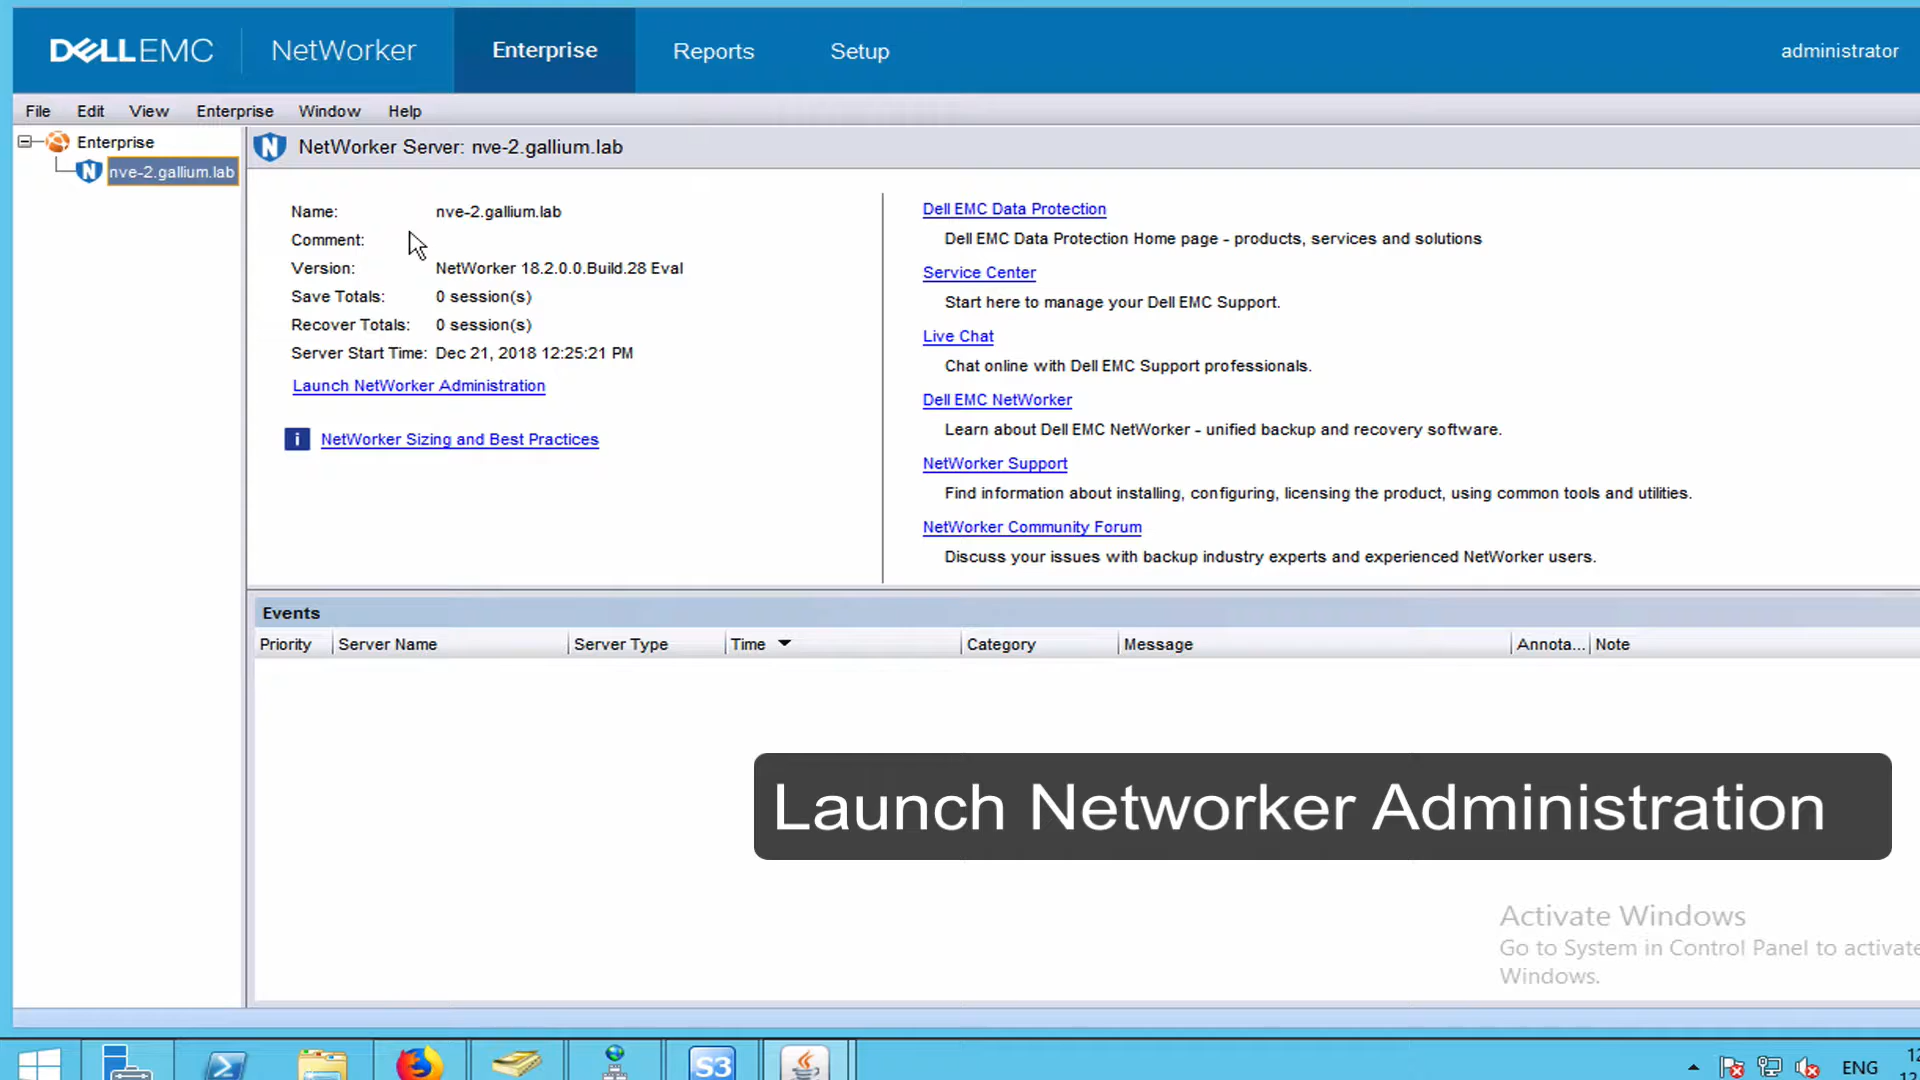 DELLEMC NetWorker Enterprise Reports Setup administrator
File Edit View Enterprise Window Help
Enterprise
nve-2.gallium.lab
NetWorker Server: nve-2.gallium.lab
Name: nve-2.gallium.lab
Comment:
Version: NetWorker 18.2.0.0.Build.28 Eval
Save Totals: 0 session(s)
Recover Totals: 0 session(s)
Server Start Time: Dec 21, 2018 12:25:21 PM
Launch NetWorker Administration
NetWorker Sizing and Best Practices
Dell EMC Data Protection
Dell EMC Data Protection Home page - products, services and solutions
Service Center
Start here to manage your Dell EMC Support.
Live Chat
Chat online with Dell EMC Support professionals.
Dell EMC NetWorker
Learn about Dell EMC NetWorker - unified backup and recovery software.
NetWorker Support
Find information about installing, configuring, licensing the product, using common tools and utilities.
NetWorker Community Forum
Discuss your issues with backup industry experts and experienced NetWorker users.
Events
Priority Server Name Server Type Time Category Message Annota... Note
Launch Networker Administration
Activate Windows
Go to System in Control Panel to activate
Windows.
S3 ENG